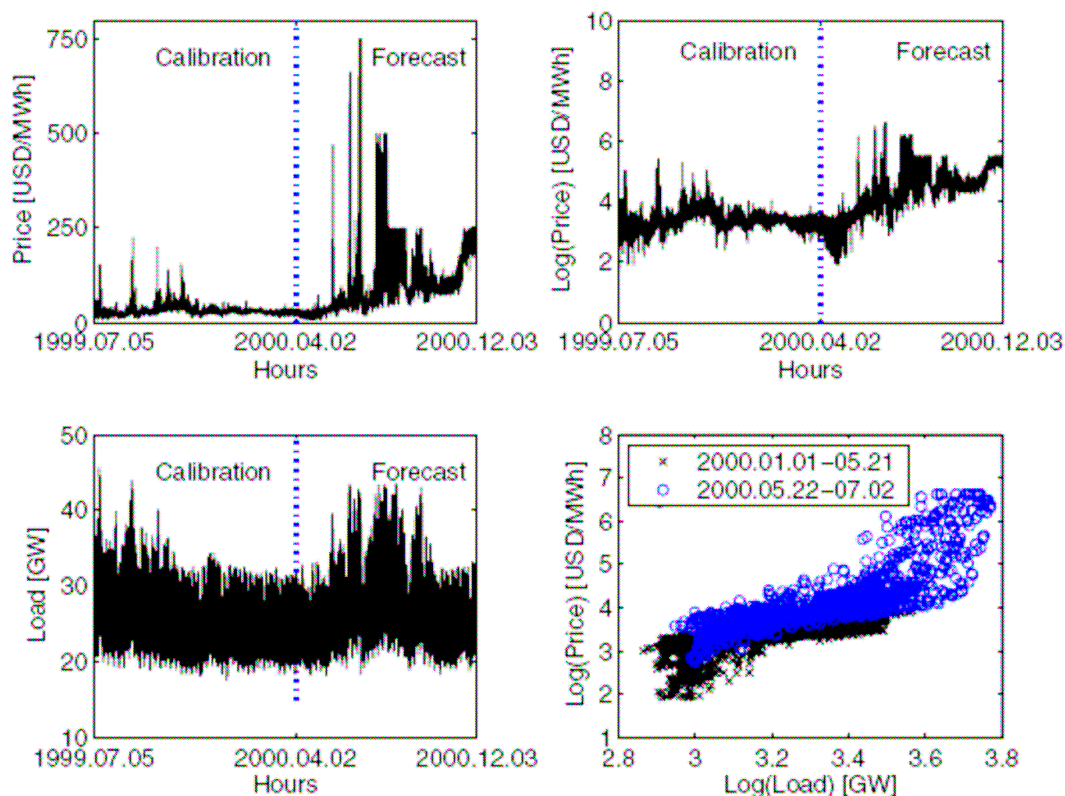 750
500
250
0
Price [USD/MWh]
Calibration
Forecast
1999.07.05
2000.04.02
2000.12.03
Hours
10
8
6
4
2
0
Log(Price) [USD/MWh]
Calibration
Forecast
1999.07.05
2000.04.02
2000.12.03
Hours
50
40
30
20
10
Load [GW]
Calibration
Forecast
1999.07.05
2000.04.02
2000.12.03
Hours
8
7
6
5
4
3
2
1
Log(Price) [USD/MWh]
2000.01.01-05.21
2000.05.22-07.02
2.8
3
3.2
3.4
3.6
3.8
Log(Load) [GW]